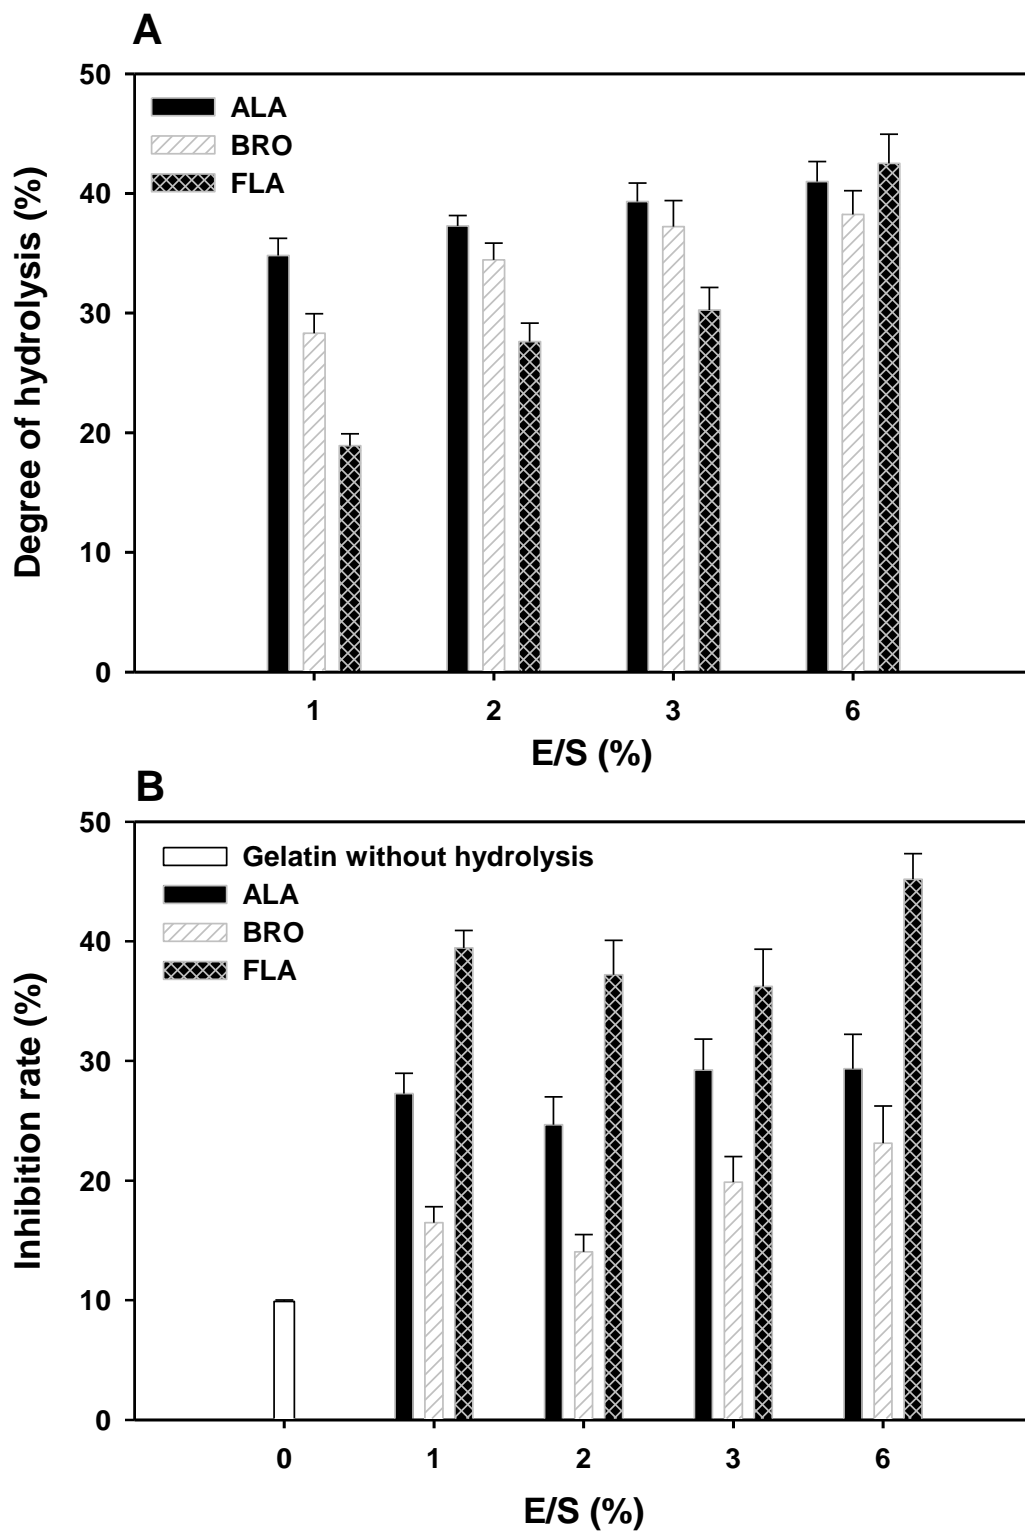 A
50
40
30
20
10
0
Degree of hydrolysis (%)
ALA
BRO
FLA
1 2 3 6
E/S (%)
B
50
40
30
20
10
0
Inhibition rate (%)
Gelatin without hydrolysis
ALA
BRO
FLA
0 1 2 3 6
E/S (%)